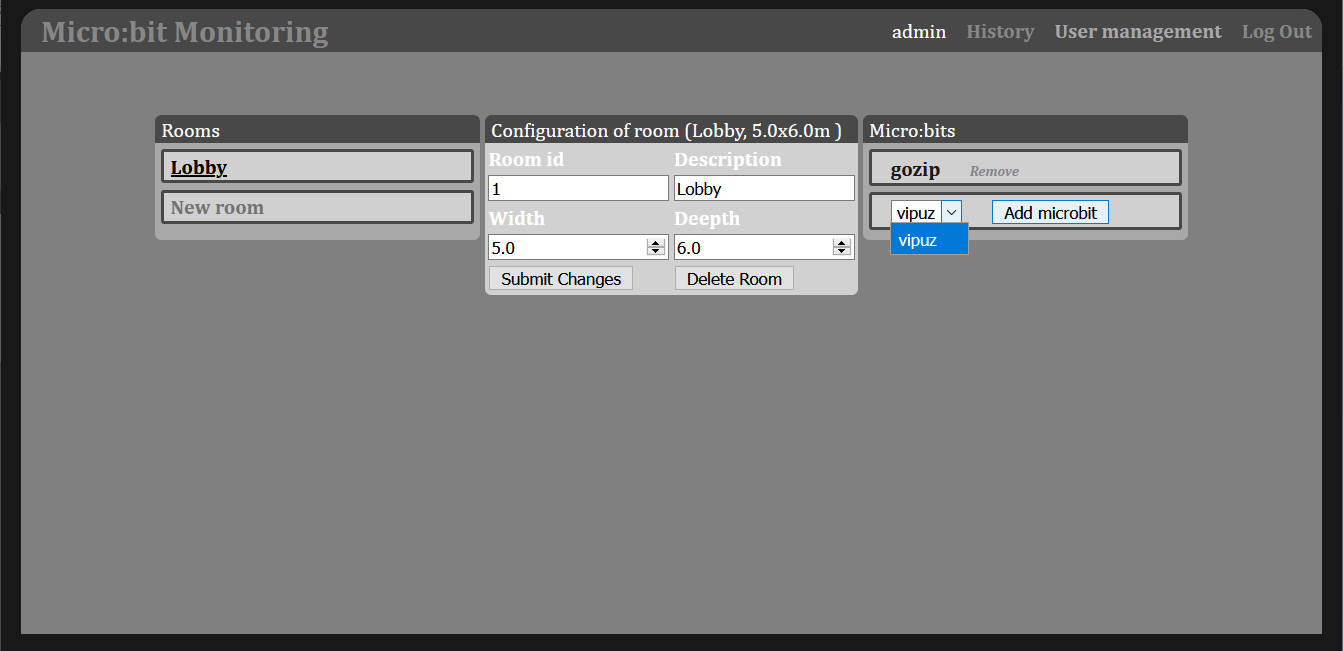 Micro:bit Monitoring
admin History User management Log Out
Rooms
Lobby
New room
Configuration of room (Lobby, 5.0x6.0m )
Room id Description
1 Lobby
Width Deepth
5.0 6.0
Submit Changes Delete Room
Micro:bits
gozip Remove
vipuz Add microbit
vipuz